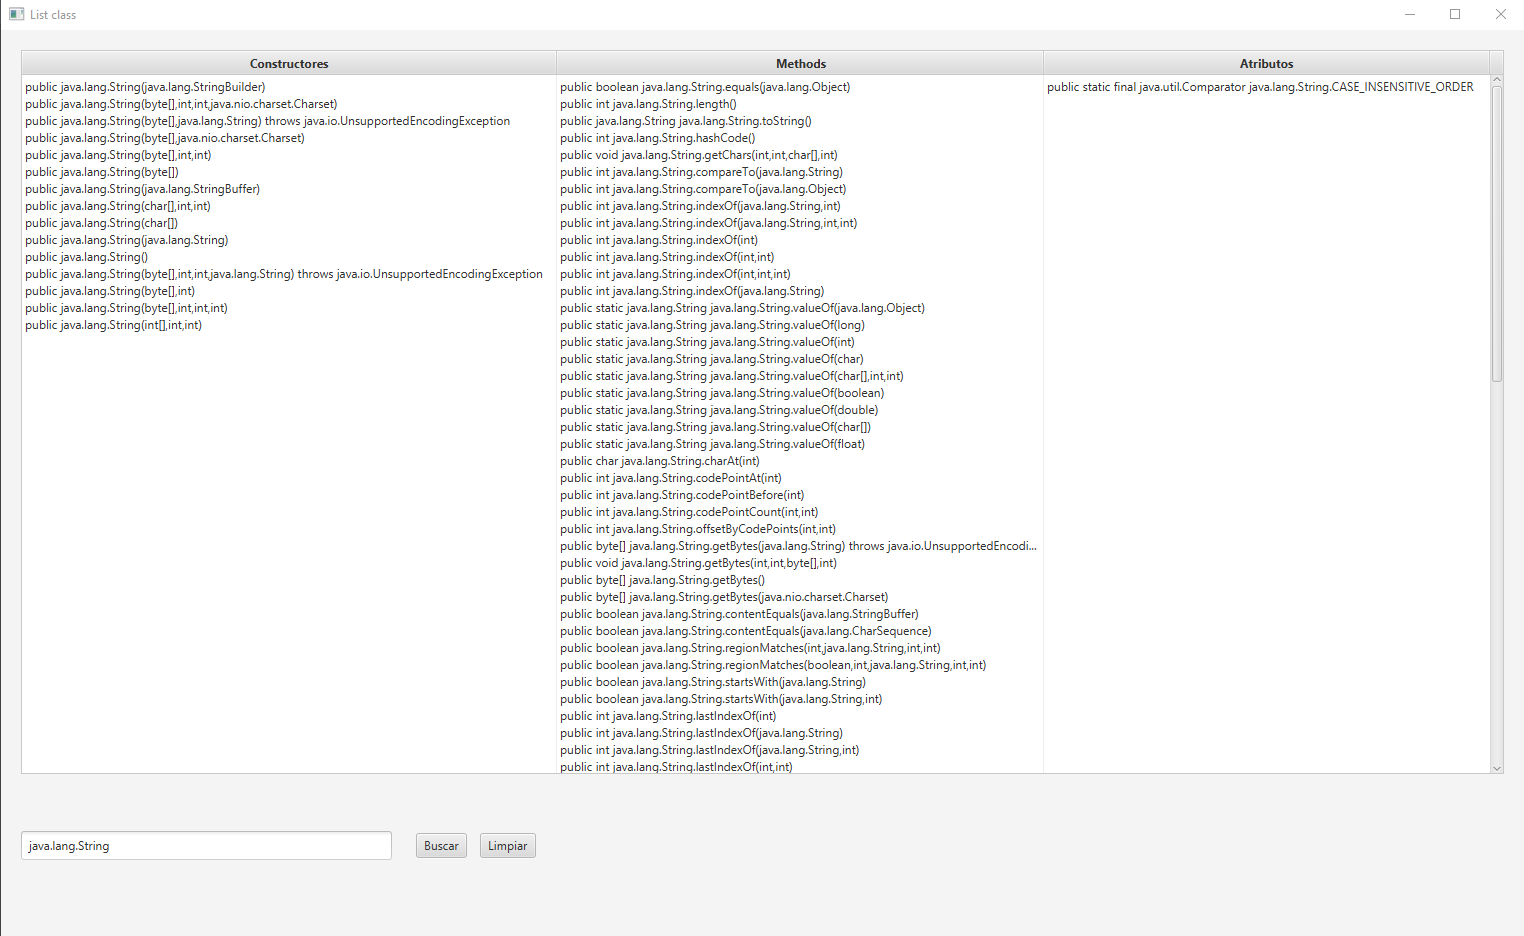 List class
Constructores
public java.lang.String(java.lang.StringBuilder)
public java.lang.String(byte[],int,int,java.nio.charset.Charset)
public java.lang.String(byte[],java.lang.String) throws java.io.UnsupportedEncodingException
public java.lang.String(byte[],java.nio.charset.Charset)
public java.lang.String(byte[],int,int)
public java.lang.String(byte[])
public java.lang.String(java.lang.StringBuffer)
public java.lang.String(char[],int,int)
public java.lang.String(char[])
public java.lang.String(java.lang.String)
public java.lang.String()
public java.lang.String(byte[],int,int,java.lang.String) throws java.io.UnsupportedEncodingException
public java.lang.String(byte[],int)
public java.lang.String(byte[],int,int,int)
public java.lang.String(int[],int,int)
Methods
public boolean java.lang.String.equals(java.lang.Object)
public int java.lang.String.length()
public java.lang.String java.lang.String.toString()
public int java.lang.String.hashCode()
public void java.lang.String.getChars(int,int,char[],int)
public int java.lang.String.compareTo(java.lang.String)
public int java.lang.String.compareTo(java.lang.Object)
public int java.lang.String.indexOf(java.lang.String,int)
public int java.lang.String.indexOf(java.lang.String,int,int)
public int java.lang.String.indexOf(int)
public int java.lang.String.indexOf(int,int)
public int java.lang.String.indexOf(int,int,int)
public int java.lang.String.indexOf(java.lang.String)
public static java.lang.String java.lang.String.valueOf(java.lang.Object)
public static java.lang.String java.lang.String.valueOf(long)
public static java.lang.String java.lang.String.valueOf(int)
public static java.lang.String java.lang.String.valueOf(char)
public static java.lang.String java.lang.String.valueOf(char[],int,int)
public static java.lang.String java.lang.String.valueOf(boolean)
public static java.lang.String java.lang.String.valueOf(double)
public static java.lang.String java.lang.String.valueOf(char[])
public static java.lang.String java.lang.String.valueOf(float)
public char java.lang.String.charAt(int)
public int java.lang.String.codePointAt(int)
public int java.lang.String.codePointBefore(int)
public int java.lang.String.codePointCount(int,int)
public int java.lang.String.offsetByCodePoints(int,int)
public byte[] java.lang.String.getBytes(java.lang.String) throws java.io.UnsupportedEncodi...
public void java.lang.String.getBytes(int,int,byte[],int)
public byte[] java.lang.String.getBytes()
public byte[] java.lang.String.getBytes(java.nio.charset.Charset)
public boolean java.lang.String.contentEquals(java.lang.StringBuffer)
public boolean java.lang.String.contentEquals(java.lang.CharSequence)
public boolean java.lang.String.regionMatches(int,java.lang.String,int,int)
public boolean java.lang.String.regionMatches(boolean,int,java.lang.String,int,int)
public boolean java.lang.String.startsWith(java.lang.String)
public boolean java.lang.String.startsWith(java.lang.String,int)
public int java.lang.String.lastIndexOf(int)
public int java.lang.String.lastIndexOf(java.lang.String)
public int java.lang.String.lastIndexOf(java.lang.String,int)
public int java.lang.String.lastIndexOf(int,int)
Atributos
public static final java.util.Comparator java.lang.String.CASE_INSENSITIVE_ORDER
java.lang.String
Buscar
Limpiar